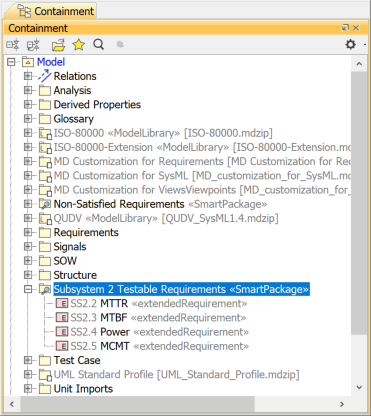 Containment
Containment
Model
Relations
Analysis
Derived Properties
Glossary
ISO-80000 «ModelLibrary» [ISO-80000.mdzip]
ISO-80000-Extension «ModelLibrary» [ISO-80000-Extension.mdz
MD Customization for Requirements [MD Customization for Rec
MD Customization for SysML [MD_customization_for_SysML.md
MD Customization for ViewsViewpoints [MD_customization_for_
Non-Satisfied Requirements «SmartPackage»
QUDV «ModelLibrary» [QUDV_SysML1.4.mdzip]
Requirements
Signals
SOW
Structure
Subsystem 2 Testable Requirements «SmartPackage»
SS2.2 MTTR «extendedRequirement»
SS2.3 MTBF «extendedRequirement»
SS2.4 Power «extendedRequirement»
SS2.5 MCMT «extendedRequirement»
Test Case
UML Standard Profile [UML_Standard_Profile.mdzip]
Unit Imports